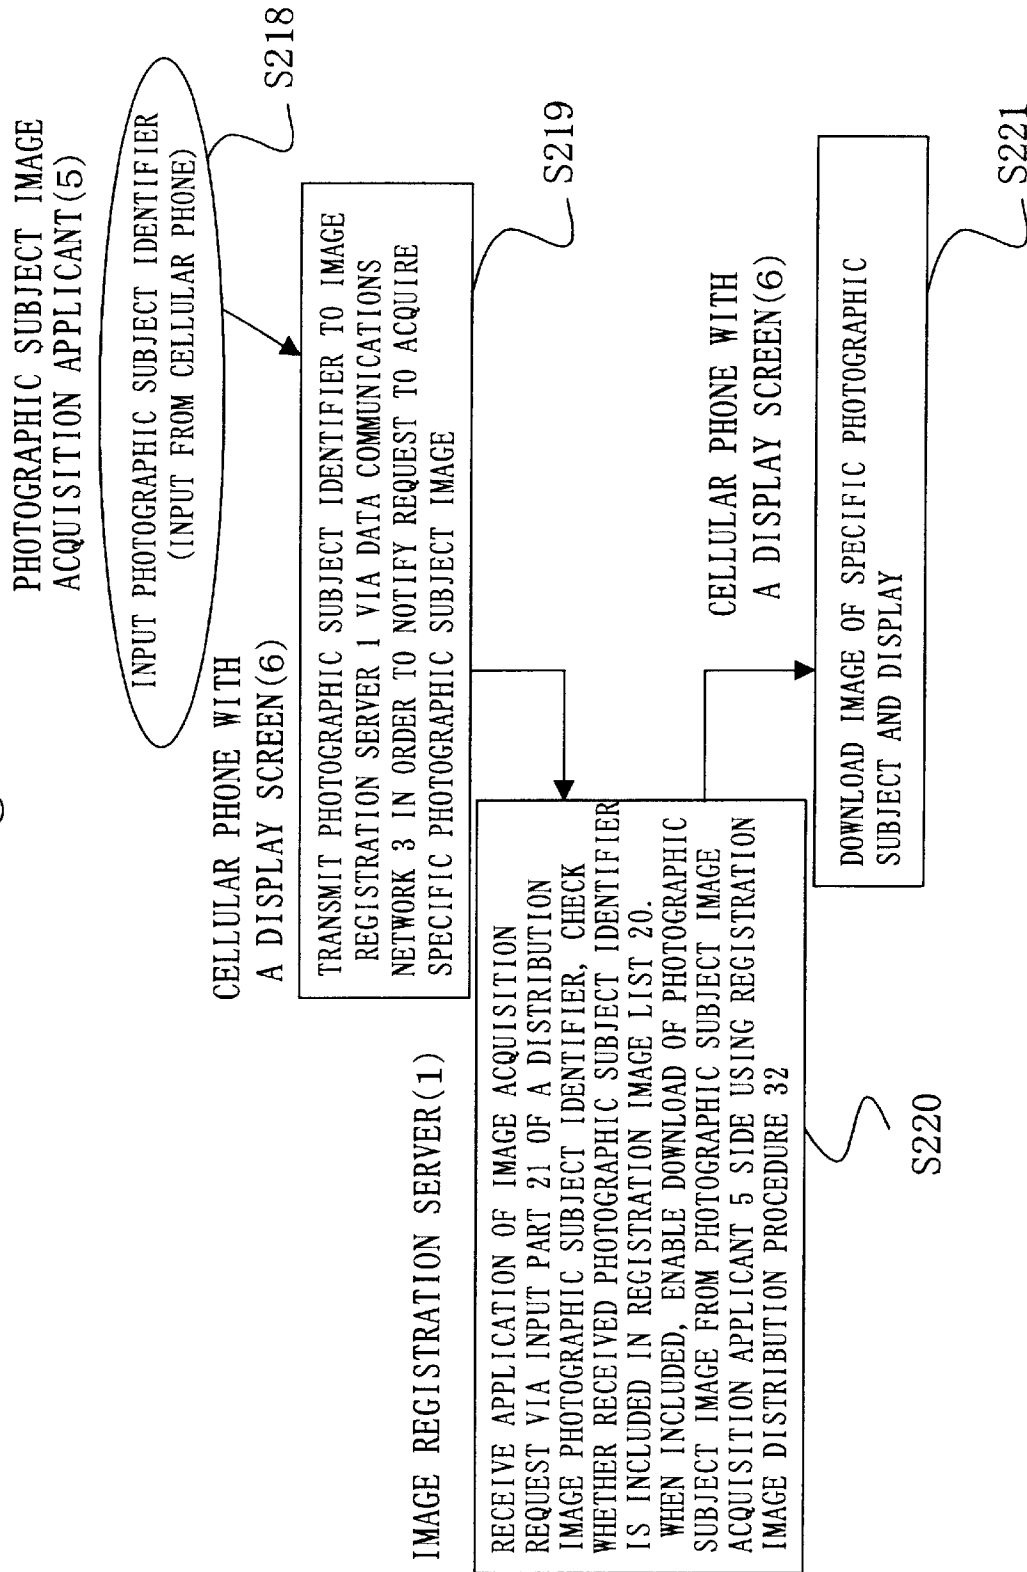 PHOTOGRAPHIC SUBJECT IMAGE
ACQUISITION APPLICANT(5)
INPUT PHOTOGRAPHIC SUBJECT IDENTIFIER
(INPUT FROM CELLULAR PHONE)
S218
CELLULAR PHONE WITH
A DISPLAY SCREEN(6)
TRANSMIT PHOTOGRAPHIC SUBJECT IDENTIFIER TO IMAGE
REGISTRATION SERVER 1 VIA DATA COMMUNICATIONS
NETWORK 3 IN ORDER TO NOTIFY REQUEST TO ACQUIRE
SPECIFIC PHOTOGRAPHIC SUBJECT IMAGE
S219
IMAGE REGISTRATION SERVER(1)
RECEIVE APPLICATION OF IMAGE ACQUISITION
REQUEST VIA INPUT PART 21 OF A DISTRIBUTION
IMAGE PHOTOGRAPHIC SUBJECT IDENTIFIER, CHECK
WHETHER RECEIVED PHOTOGRAPHIC SUBJECT IDENTIFIER
IS INCLUDED IN REGISTRATION IMAGE LIST 20.
WHEN INCLUDED, ENABLE DOWNLOAD OF PHOTOGRAPHIC
SUBJECT IMAGE FROM PHOTOGRAPHIC SUBJECT IMAGE
ACQUISITION APPLICANT 5 SIDE USING REGISTRATION
IMAGE DISTRIBUTION PROCEDURE 32
S220
CELLULAR PHONE WITH
A DISPLAY SCREEN(6)
DOWNLOAD IMAGE OF SPECIFIC PHOTOGRAPHIC
SUBJECT AND DISPLAY
S221